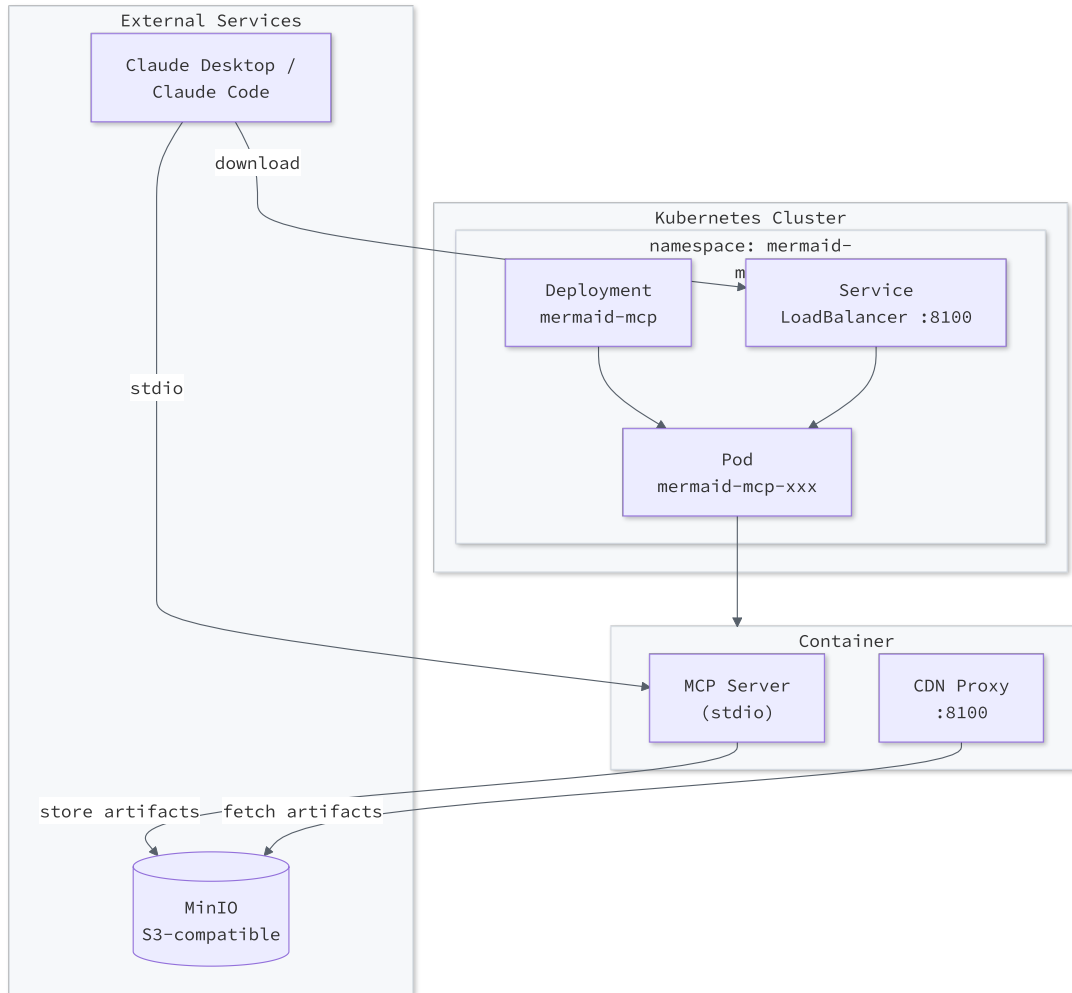 External Services
Claude Desktop /
Claude Code
download
Kubernetes Cluster
namespace: mermaid-
m
Deployment
mermaid-mcp
Service
LoadBalancer :8100
stdio
Pod
mermaid-mcp-xxx
Container
MCP Server
(stdio)
CDN Proxy
:8100
store artifacts
fetch artifacts
MinIO
S3-compatible